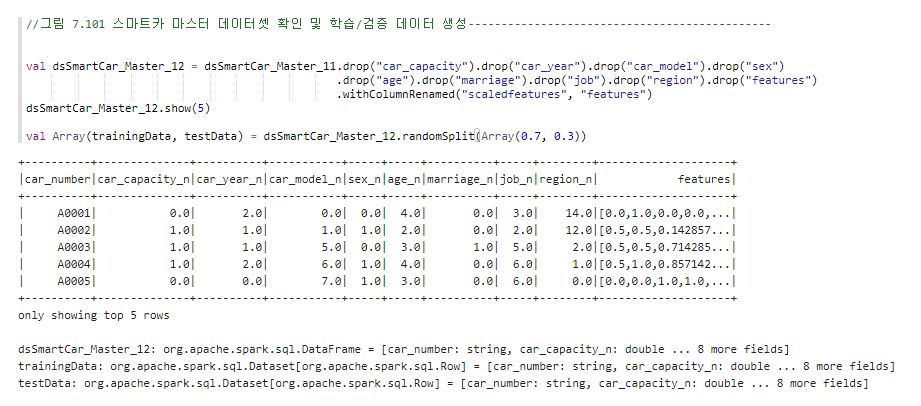 //그림 7.101 스마트카 마스터 데이터셋 확인 및 학습/검증 데이터 생성-------------------------------------------
val dsSmartCar_Master_12 = dsSmartCar_Master_11.drop("car_capacity").drop("car_year").drop("car_model").drop("sex")
.drop("age").drop("marriage").drop("job").drop("region").drop("features")
.withColumnRenamed("scaledfeatures", "features")
dsSmartCar_Master_12.show(5)
val Array(trainingData, testData) = dsSmartCar_Master_12.randomSplit(Array(0.7, 0.3))
+----------+--------------+----------+-----------+-----+-----+----------+-----+--------+--------------------+
|car_number|car_capacity_n|car_year_n|car_model_n|sex_n|age_n|marriage_n|job_n|region_n|            features|
+----------+--------------+----------+-----------+-----+-----+----------+-----+--------+--------------------+
|     A0001|           0.0|       2.0|        0.0|  0.0|  4.0|       0.0|  3.0|    14.0|[0.0,1.0,0.0,0.0,...|
|     A0002|           1.0|       1.0|        1.0|  1.0|  2.0|       0.0|  2.0|    12.0|[0.5,0.5,0.142857...|
|     A0003|           1.0|       1.0|        5.0|  0.0|  3.0|       1.0|  5.0|     2.0|[0.5,0.5,0.714285...|
|     A0004|           1.0|       2.0|        6.0|  1.0|  4.0|       0.0|  6.0|     1.0|[0.5,1.0,0.857142...|
|     A0005|           0.0|       0.0|        7.0|  1.0|  3.0|       0.0|  6.0|     0.0|[0.0,0.0,1.0,1.0,...|
+----------+--------------+----------+-----------+-----+-----+----------+-----+--------+--------------------+
only showing top 5 rows
dsSmartCar_Master_12: org.apache.spark.sql.DataFrame = [car_number: string, car_capacity_n: double ... 8 more fields]
trainingData: org.apache.spark.sql.Dataset[org.apache.spark.sql.Row] = [car_number: string, car_capacity_n: double ... 8 more fields]
testData: org.apache.spark.sql.Dataset[org.apache.spark.sql.Row] = [car_number: string, car_capacity_n: double ... 8 more fields]